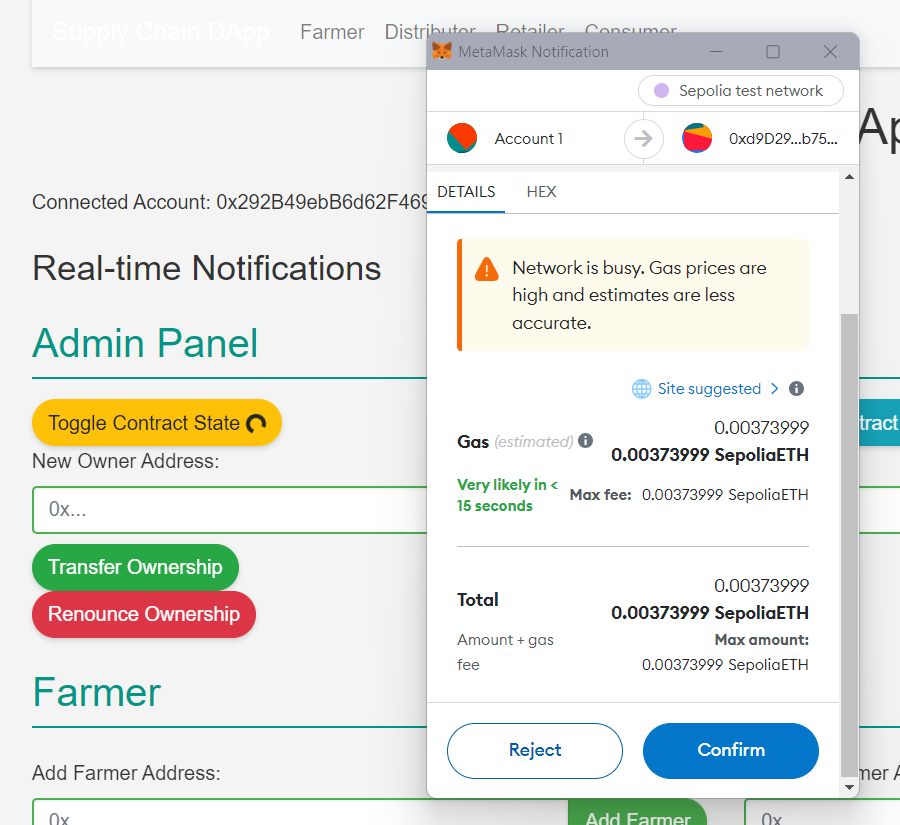 Supply Chain DApp Farmer Distributor Retailer Consumer
MetaMask Notification
Sepolia test network
Account 1
0xd9D29...b75...
Connected Account: 0x292B49ebB6d62F469
DETAILS HEX
Real-time Notifications
Network is busy. Gas prices are
high and estimates are less
accurate.
Admin Panel
Site suggested >
Toggle Contract State
Gas (estimated)
0.00373999
0.00373999 SepoliaETH
New Owner Address:
Very likely in <
15 seconds
Max fee: 0.00373999 SepoliaETH
0x...
Transfer Ownership
Renounce Ownership
Total
0.00373999
0.00373999 SepoliaETH
Amount + gas
fee
Max amount:
0.00373999 SepoliaETH
Farmer
Reject
Confirm
Add Farmer Address:
0x
Add Farmer
0x